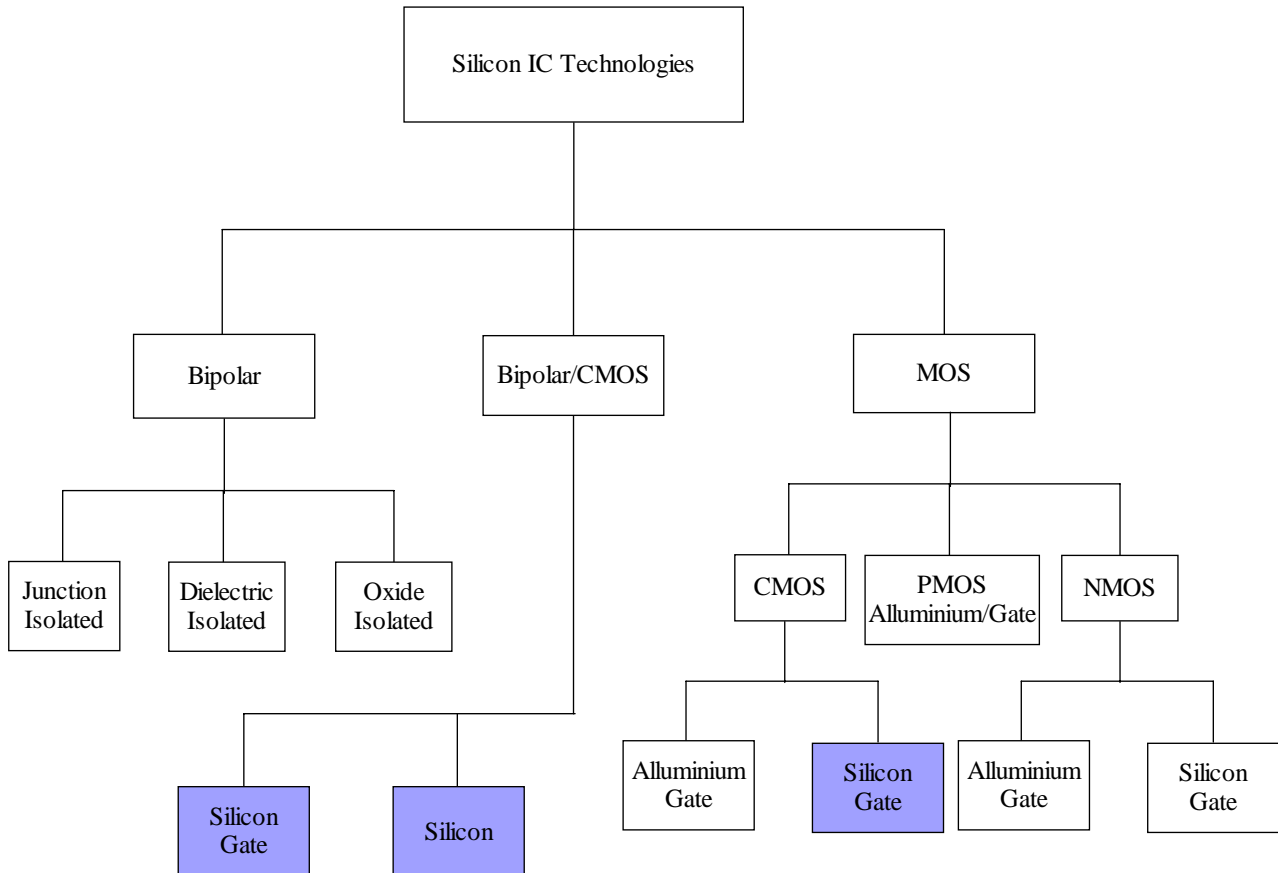 Silicon IC Technologies
Bipolar
Bipolar/CMOS
MOS
Junction
Isolated
Dielectric
Isolated
Oxide
Isolated
CMOS
PMOS
Alluminium/Gate
NMOS
Alluminium
Gate
Silicon
Gate
Alluminium
Gate
Silicon
Gate
Silicon
Gate
Silicon